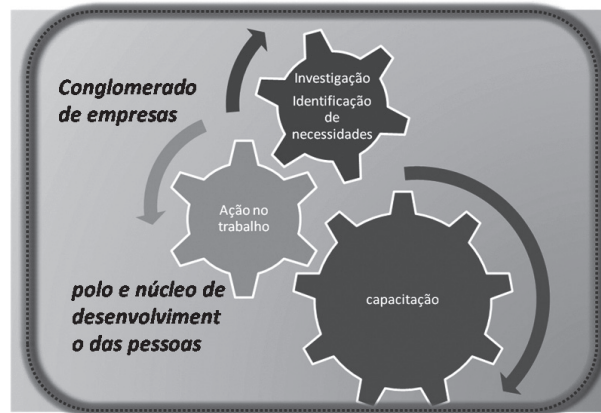 Conglomerado
de empresas
Investigação
Identificação
de
necessidades
Ação no
trabalho
capacitação
polo e núcleo de
desenvolviment
o das pessoas